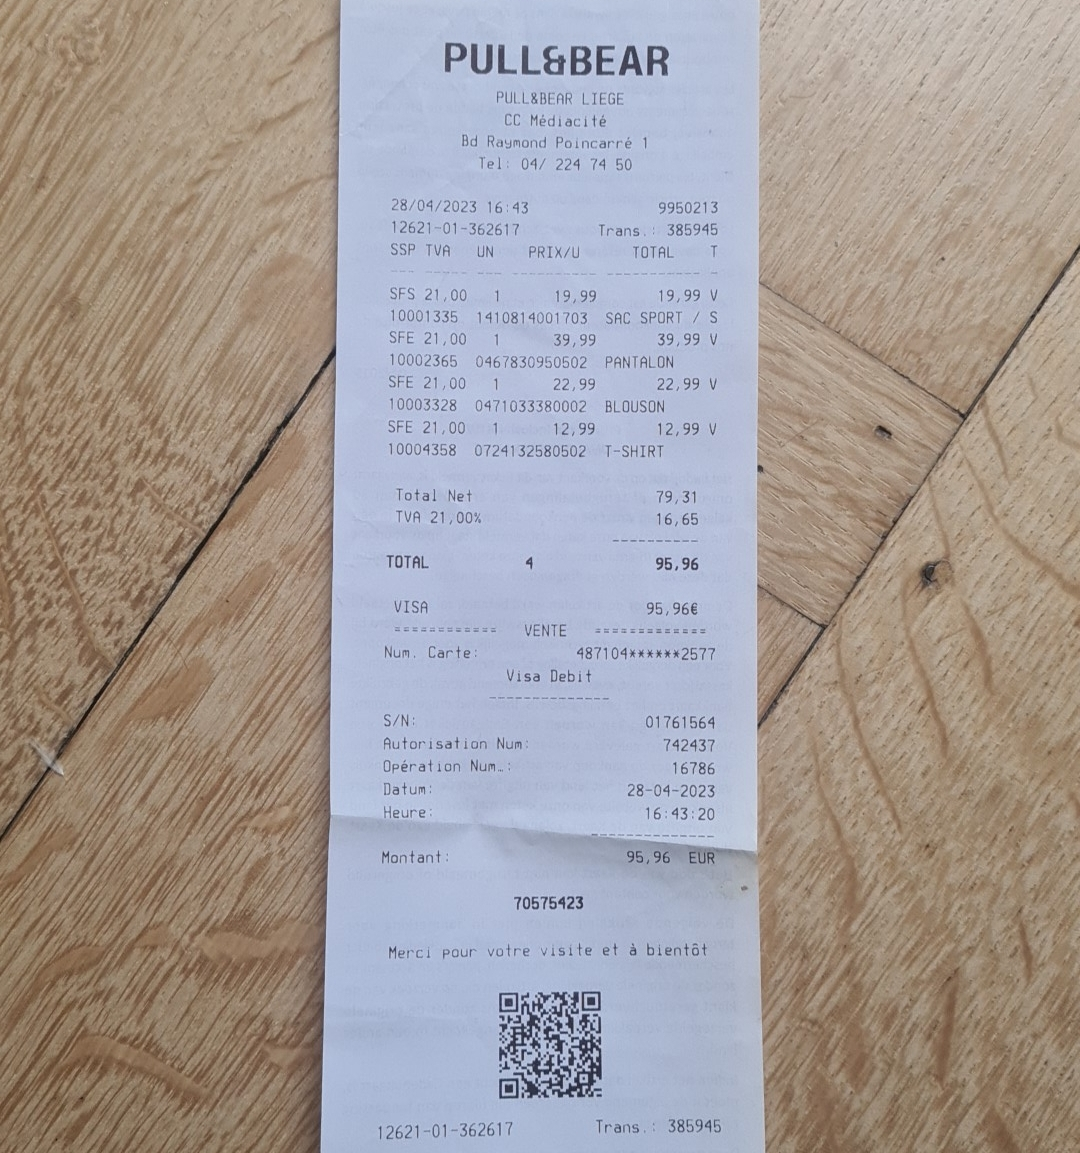 PULL&BEAR
PULL&BEAR LIEGE
CC Médiacité
Bd Raymond Poincarré 1
Tel: 04/ 224 74 50
28/04/2023 16:43 9950213
12621-01-362617 Trans.: 385945
SSP TVA UN PRIX/U TOTAL T
--- ---- --- ---------- ----------- -
SFS 21,00 1 19,99 19,99 V
10001335 1410814001703 SAC SPORT / S
SFE 21,00 1 39,99 39,99 V
10002365 0467830950502 PANTALON
SFE 21,00 1 22,99 22,99 V
10003328 0471033380002 BLOUSON
SFE 21,00 1 12,99 12,99 V
10004358 0724132580502 T-SHIRT
Total Net 79,31
TVA 21,00% 16,65
----------
TOTAL 4 95,96
VISA 95,96€
============ VENTE =============
Num. Carte: 487104******2577
Visa Debit
--------------
S/N: 01761564
Autorisation Num: 742437
Opération Num.: 16786
Datum: 28-04-2023
Heure: 16:43:20
--------------
Montant: 95,96 EUR
70575423
Merci pour votre visite et à bientôt
12621-01-362617 Trans.: 385945